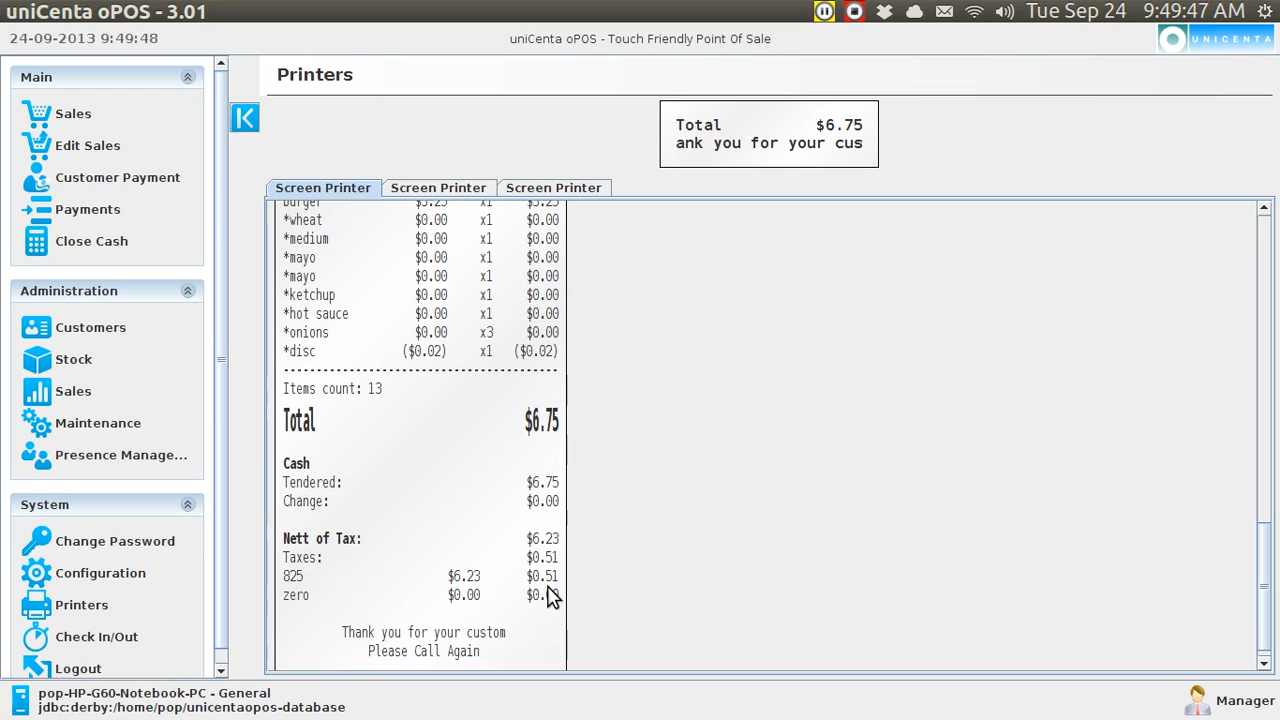 uniCenta oPOS - 3.01
Tue Sep 24 9:49:47 AM
24-09-2013 9:49:48
uniCenta oPOS - Touch Friendly Point Of Sale
UNICENTA
Main
Sales
Edit Sales
Customer Payment
Payments
Close Cash
Administration
Customers
Stock
Sales
Maintenance
Presence Manage...
System
Change Password
Configuration
Printers
Check In/Out
Logout
Printers
Total $6.75
ank you for your cus
Screen Printer Screen Printer Screen Printer
burger $3.25 x1 $3.25
*wheat $0.00 x1 $0.00
*medium $0.00 x1 $0.00
*mayo $0.00 x1 $0.00
*mayo $0.00 x1 $0.00
*ketchup $0.00 x1 $0.00
*hot sauce $0.00 x1 $0.00
*onions $0.00 x3 $0.00
*disc ($0.02) x1 ($0.02)
Items count: 13
Total $6.75
Cash
Tendered: $6.75
Change: $0.00
Nett of Tax: $6.23
Taxes: $0.51
825 $6.23 $0.51
zero $0.00
Thank you for your custom
Please Call Again
pop-HP-G60-Notebook-PC - General
jdbc:derby:/home/pop/unicentaopos-database
Manager